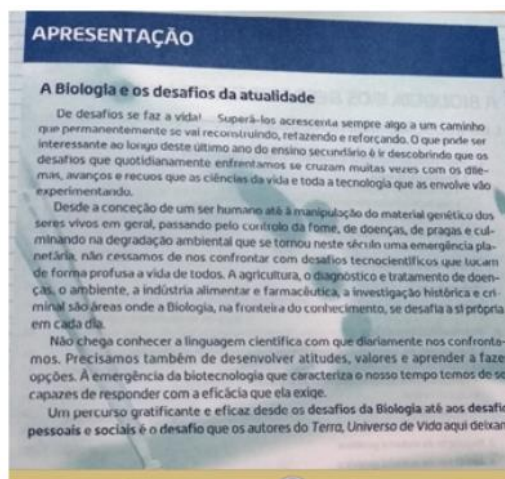 APRESENTAÇÃO
A Biologia e os desafios da atualidade
De desafios se faz a vida! Superá-los acrescenta sempre algo a um caminho
que permanentemente se vai reconstruindo, refazendo e reforçando. O que pode ser
interessante ao longo deste último ano do ensino secundário é ir descobrindo que os
desafios que quotidianamente enfrentamos se cruzam muitas vezes com os dile-
mas, avanços e recuos que as ciências da vida e toda a tecnologia que as envolve vão
experimentando.
Desde a conceção de um ser humano até à manipulação do material genético dos
seres vivos em geral, passando pelo controlo da fome, de doenças, de pragas e cul-
minando na degradação ambiental que se tornou neste século uma emergência pla-
netária, não cessamos de nos confrontar com desafios tecnocientíficos que tocam
de forma profusa a vida de todos. A agricultura, o diagnóstico e tratamento de doen-
ças, o ambiente, a indústria alimentar e farmacêutica, a investigação histórica e cri-
minal são áreas onde a Biologia, na fronteira do conhecimento, se desafia a si própria
em cada dia.
Não chega conhecer a linguagem científica com que diariamente nos confronta-
mos. Precisamos também de desenvolver atitudes, valores e aprender a faze
opções. À emergência da biotecnologia que caracteriza o nosso tempo temos de se
capazes de responder com a eficácia que ela exige.
Um percurso gratificante e eficaz desde os desafios da Biologia até aos desafio
pessoais e sociais é o desafio que os autores do Terra, Universo de Vida aqui deixam